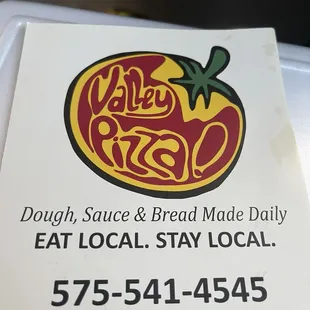 Valley
Pizza!
Dough, Sauce & Bread Made Daily
EAT LOCAL. STAY LOCAL.
575-541-4545